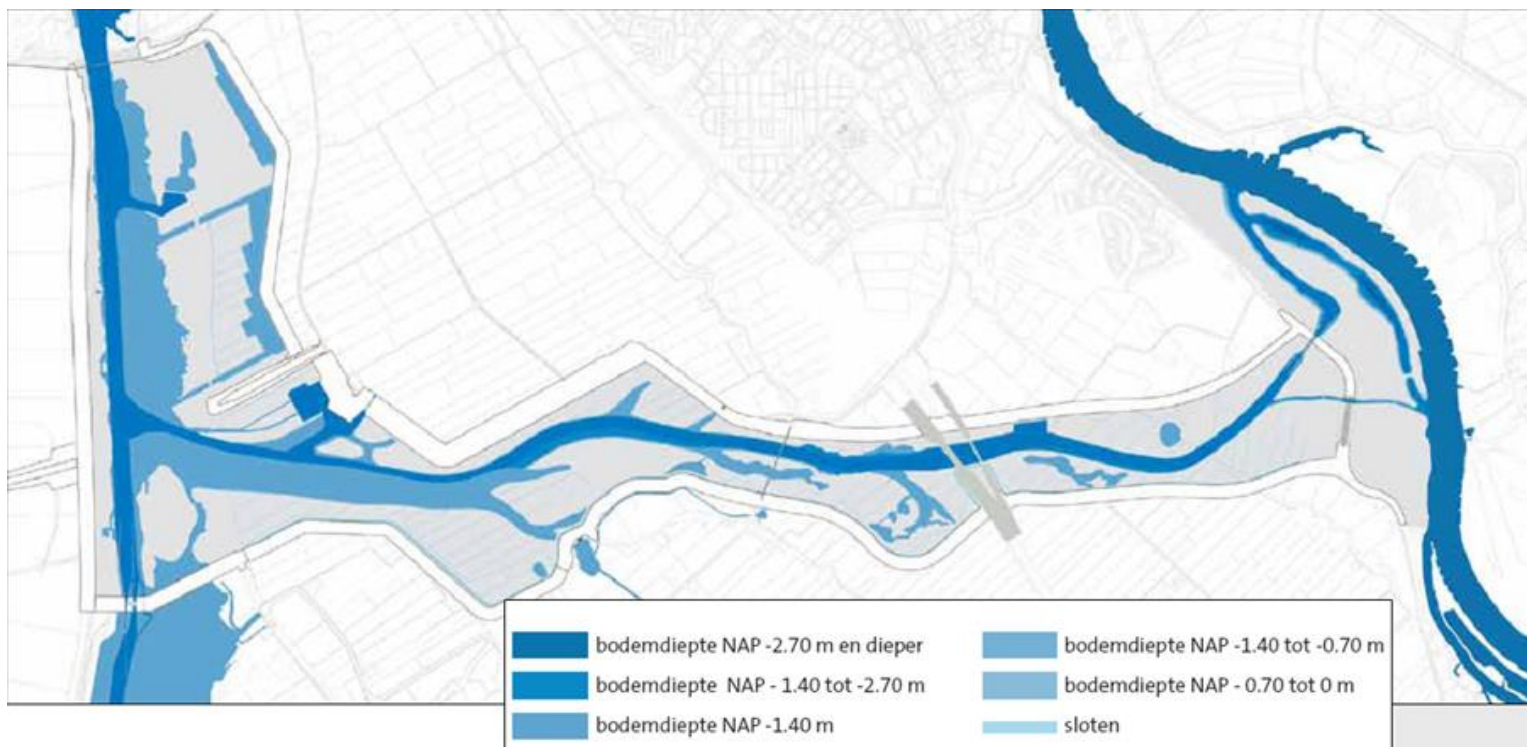 bodemdiepte NAP -2.70 m en dieper
bodemdiepte NAP - 1.40 tot -2.70 m
bodemdiepte NAP -1.40 m
bodemdiepte NAP -1.40 tot -0.70 m
bodemdiepte NAP - 0.70 tot 0 m
sloten